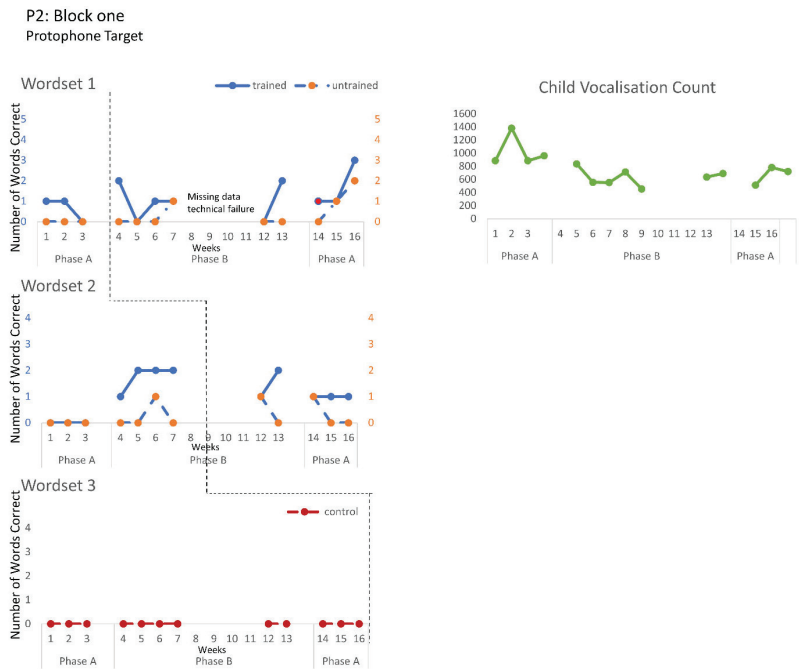 P2: Block one
Protophone Target
Wordset 1
trained
untrained
Number of Words Correct
5
4
3
2
1
0
5
4
3
2
1
0
Missing data
technical failure
1 2 3 4 5 6 7 8 9 10 11 12 13 14 15 16
Weeks
Phase A Phase B Phase A
Wordset 2
Number of Words Correct
4
3
2
1
0
4
3
2
1
0
1 2 3 4 5 6 7 8 9 10 11 12 13 14 15 16
Weeks
Phase A Phase B Phase A
Wordset 3
control
Number of Words Correct
4
3
2
1
0
1 2 3 4 5 6 7 8 9 10 11 12 13 14 15 16
Weeks
Phase A Phase B Phase A
Child Vocalisation Count
1600
1400
1200
1000
800
600
400
200
0
1 2 3 4 5 6 7 8 9 10 11 12 13 14 15 16
Phase A Phase B Phase A